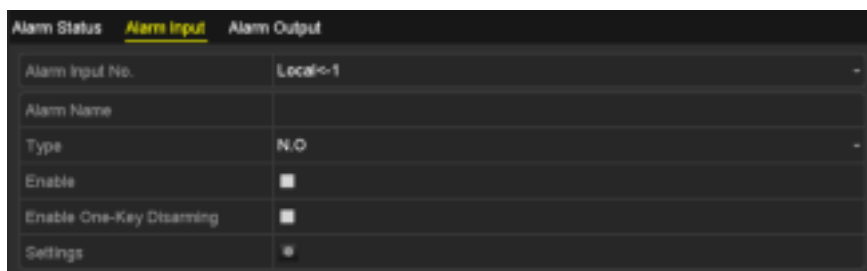 Alarm Status Alarm Input Alarm Output
Alarm Input No. Local<-1
Alarm Name
Type N.O
Enable
Enable One-Key Disarming
Settings